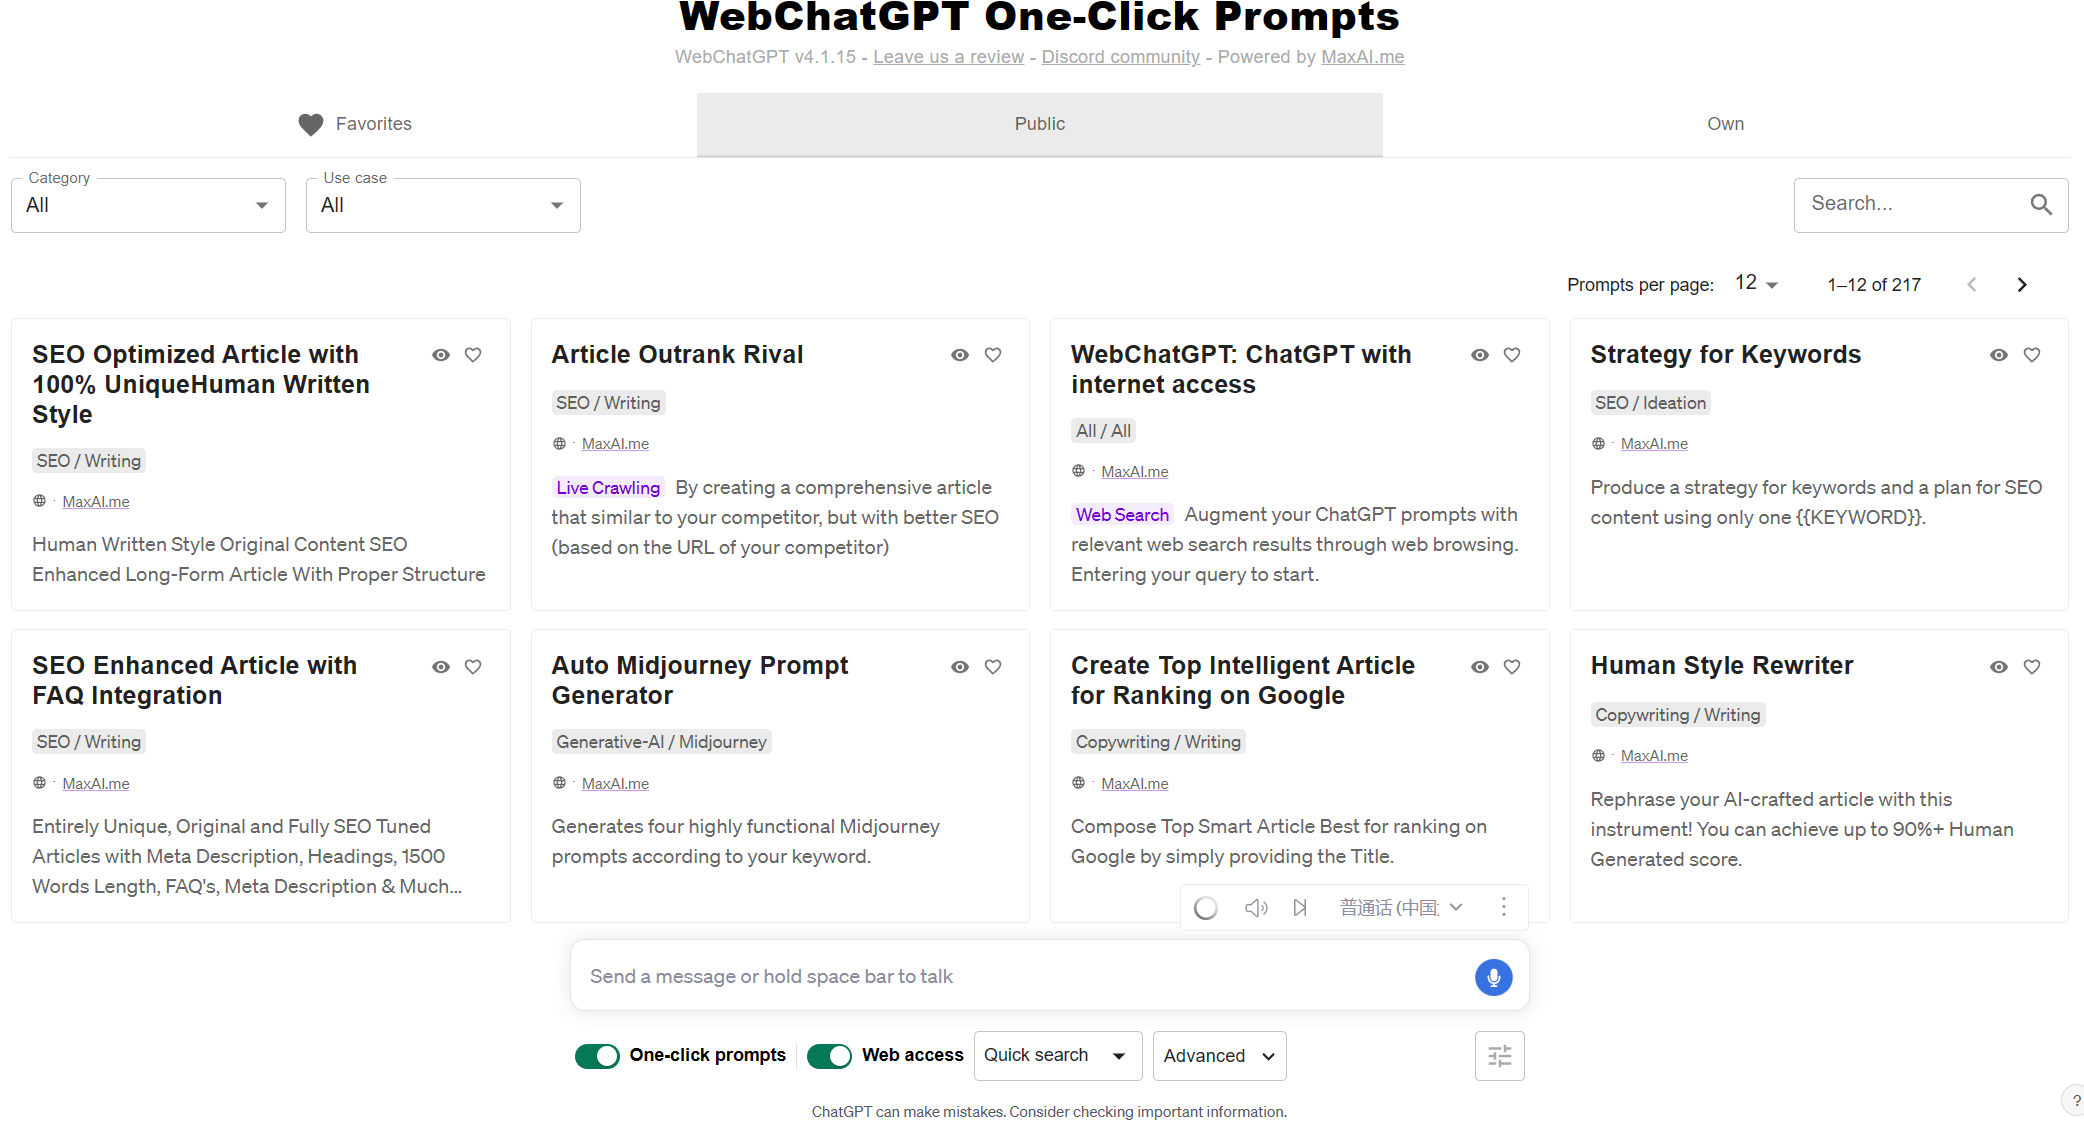 WebChatGPT One-Click Prompts
WebChatGPT v4.1.15 - Leave us a review - Discord community - Powered by MaxAI.me
Favorites
Public
Own
Category
All
Use case
All
Search...
Prompts per page: 12 1–12 of 217
SEO Optimized Article with
100% UniqueHuman Written
Style
SEO / Writing
· MaxAI.me
Human Written Style Original Content SEO
Enhanced Long-Form Article With Proper Structure
Article Outrank Rival
SEO / Writing
· MaxAI.me
Live Crawling By creating a comprehensive article
that similar to your competitor, but with better SEO
(based on the URL of your competitor)
WebChatGPT: ChatGPT with
internet access
All / All
· MaxAI.me
Web Search Augment your ChatGPT prompts with
relevant web search results through web browsing.
Entering your query to start.
Strategy for Keywords
SEO / Ideation
· MaxAI.me
Produce a strategy for keywords and a plan for SEO
content using only one {{KEYWORD}}.
SEO Enhanced Article with
FAQ Integration
SEO / Writing
· MaxAI.me
Entirely Unique, Original and Fully SEO Tuned
Articles with Meta Description, Headings, 1500
Words Length, FAQ's, Meta Description & Much...
Auto Midjourney Prompt
Generator
Generative-AI / Midjourney
· MaxAI.me
Generates four highly functional Midjourney
prompts according to your keyword.
Create Top Intelligent Article
for Ranking on Google
Copywriting / Writing
· MaxAI.me
Compose Top Smart Article Best for ranking on
Google by simply providing the Title.
Human Style Rewriter
Copywriting / Writing
· MaxAI.me
Rephrase your AI-crafted article with this
instrument! You can achieve up to 90%+ Human
Generated score.
普通话 (中国
Send a message or hold space bar to talk
One-click prompts
Web access
Quick search
Advanced
ChatGPT can make mistakes. Consider checking important information.
?